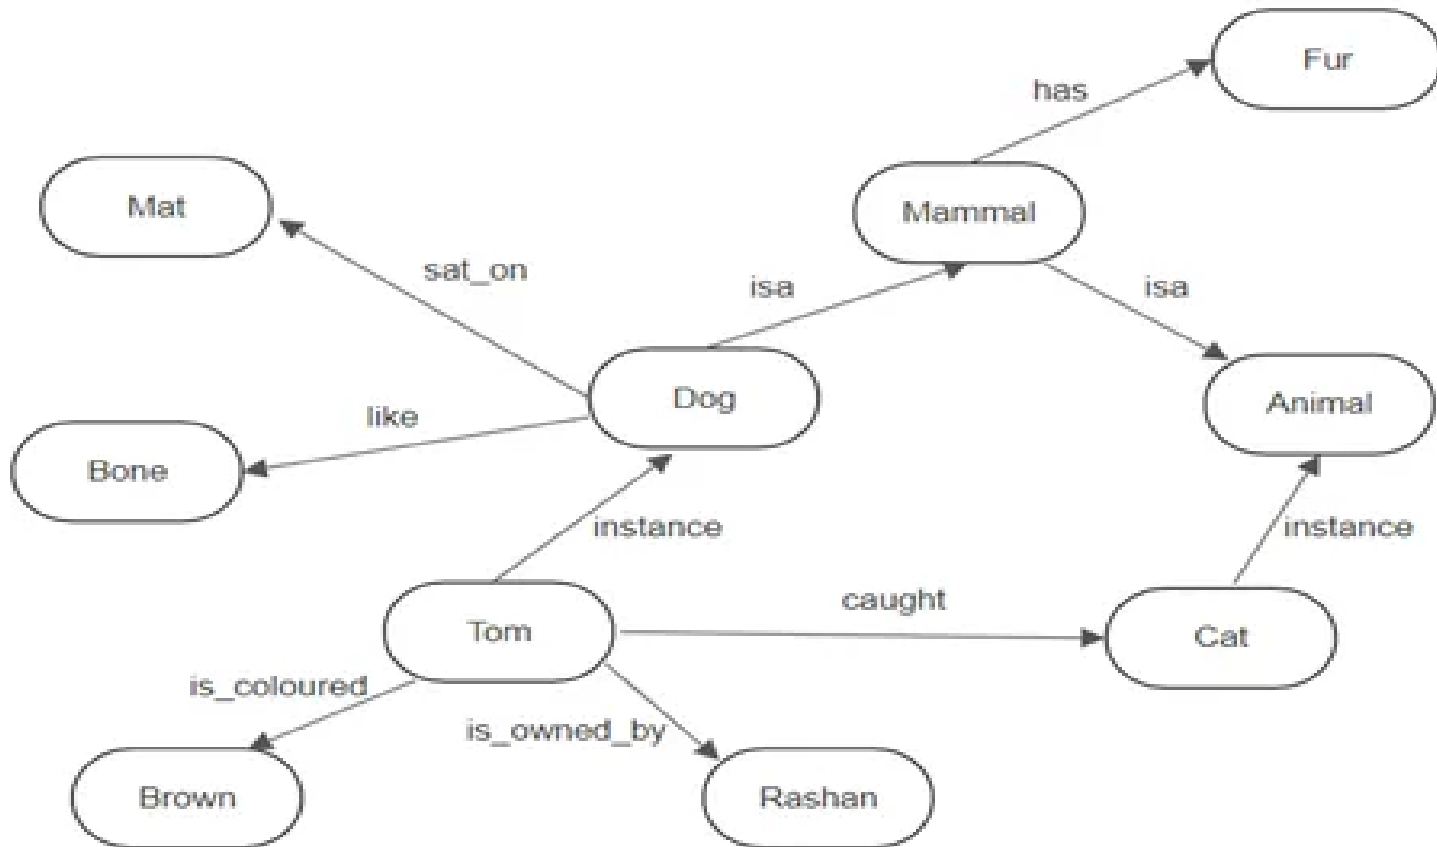 Fur
has
Mat
Mammal
sat_on
isa
isa
Dog
Animal
like
Bone
instance
instance
caught
Tom
Cat
is_coloured
is_owned_by
Brown
Rashan